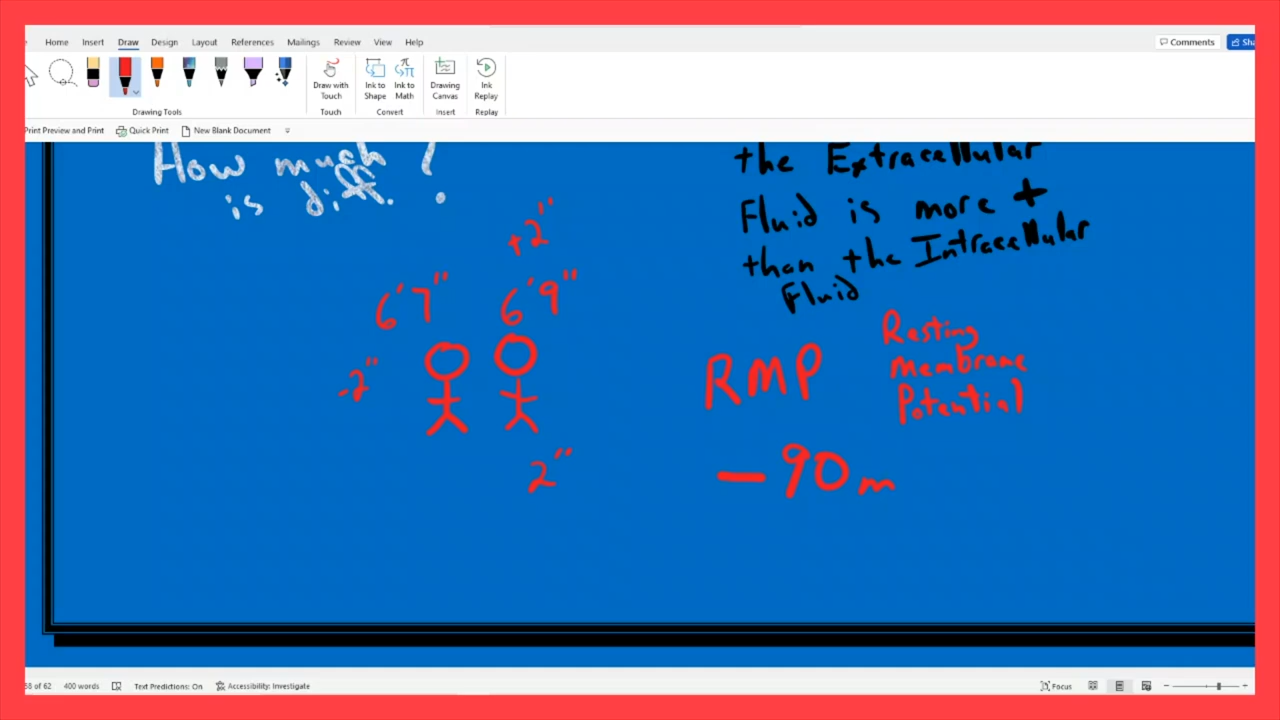 Home Insert Draw Design Layout References Mailings Review View Help
Comments
Draw with Touch
Ink to Shape
Ink to Math
Drawing Canvas
Ink Replay
Drawing Tools
Touch
Convert
Insert
Replay
Print Preview and Print Quick Print New Blank Document
How much ?
is diff.
the Extracellular
Fluid is more +
than the Intracellular
Fluid
+2"
6'7" 6'9"
-2"
2"
RMP
Resting
Membrane
Potential
-90m
of 62 400 words Text Predictions: On Accessibility: Investigate Focus